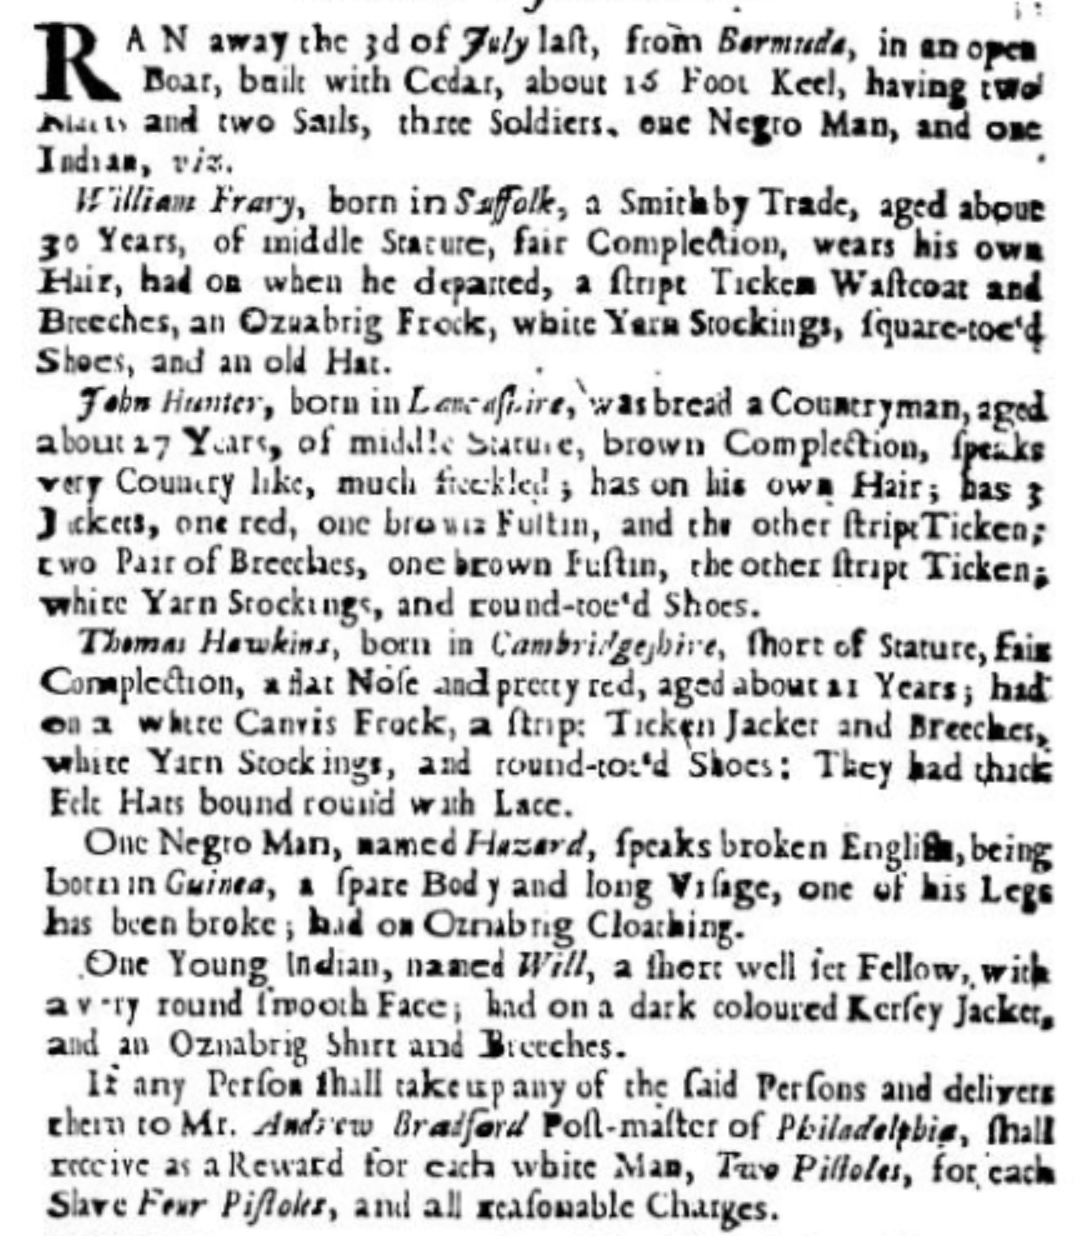 RAN away the 3d of July laſt, from Bermuda, in an open
Boat, built with Cedar, about 16 Foot Keel, having two
Maſts and two Sails, three Soldiers, one Negro Man, and one
Indian, viz.
William Frary, born in Suffolk, a Smith by Trade, aged about
30 Years, of middle Stature, fair Complection, wears his own
Hair, had on when he departed, a ſtript Ticken Waſtcoat and
Breeches, an Oznabrig Frock, white Yarn Stockings, ſquare-toe'd
Shoes, and an old Hat.
John Hunter, born in Lancaſhire, was bread a Countryman, aged
about 27 Years, of middle Stature, brown Complection, ſpeaks
very Country like, much freckled; has on his own Hair; has 3
Jackets, one red, one brown Fuſtin, and the other ſtript Ticken;
two Pair of Breeches, one brown Fuſtin, the other ſtript Ticken;
white Yarn Stockings, and round-toe'd Shoes.
Thomas Hawkins, born in Cambridgeſhire, ſhort of Stature, fair
Complection, a flat Noſe and pretty red, aged about 21 Years; had
on a white Canvis Frock, a ſtript Ticken Jacket and Breeches,
white Yarn Stockings, and round-toe'd Shoes: They had thick
Felt Hats bound round with Lace.
One Negro Man, named Hazard, ſpeaks broken Engliſh, being
born in Guinea, a ſpare Body and long Viſage, one of his Legs
has been broke; had on Oznabrig Cloathing.
One Young Indian, named Will, a ſhort well ſet Fellow, with
a very round ſmooth Face; had on a dark coloured Kerſey Jacket,
and an Oznabrig Shirt and Breeches.
If any Perſon ſhall take up any of the ſaid Perſons and delivers
them to Mr. Andrew Bradford Poſt-maſter of Philadelphia, ſhall
receive as a Reward for each white Man, Two Piſtoles, for each
Slave Four Piſtoles, and all reaſonable Charges.